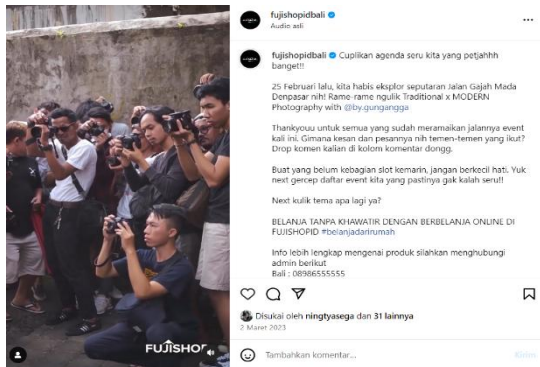 fujishopidbali
Audio asli
fujishopidbali Cuplikan agenda seru kita yang petjahhh
banget!!
25 Februari lalu, kita habis eksplor seputaran Jalan Gajah Mada
Denpasar nih! Rame-rame ngulik Traditional x MODERN
Photography with @by.gungangga
Thankyouu untuk semua yang sudah meramaikan jalannya event
kali ini. Gimana kesan dan pesannya nih temen-temen yang ikut?
Drop komen kalian di kolom komentar dongg.
Buat yang belum kebagian slot kemarin, jangan berkecil hati. Yuk
next gercep daftar event kita yang pastinya gak kalah seru!!
Next kulik tema apa lagi ya?
BELANJA TANPA KHAWATIR DENGAN BERBELANJA ONLINE DI
FUJISHOPID #belanjadarirumah
Info lebih lengkap mengenai produk silahkan menghubungi
admin berikut
Bali : 08986555555
Disukai oleh ningtyasega dan 31 lainnya
2 Maret 2023
FUJISHOP
Tambahkan komentar...
Kirim